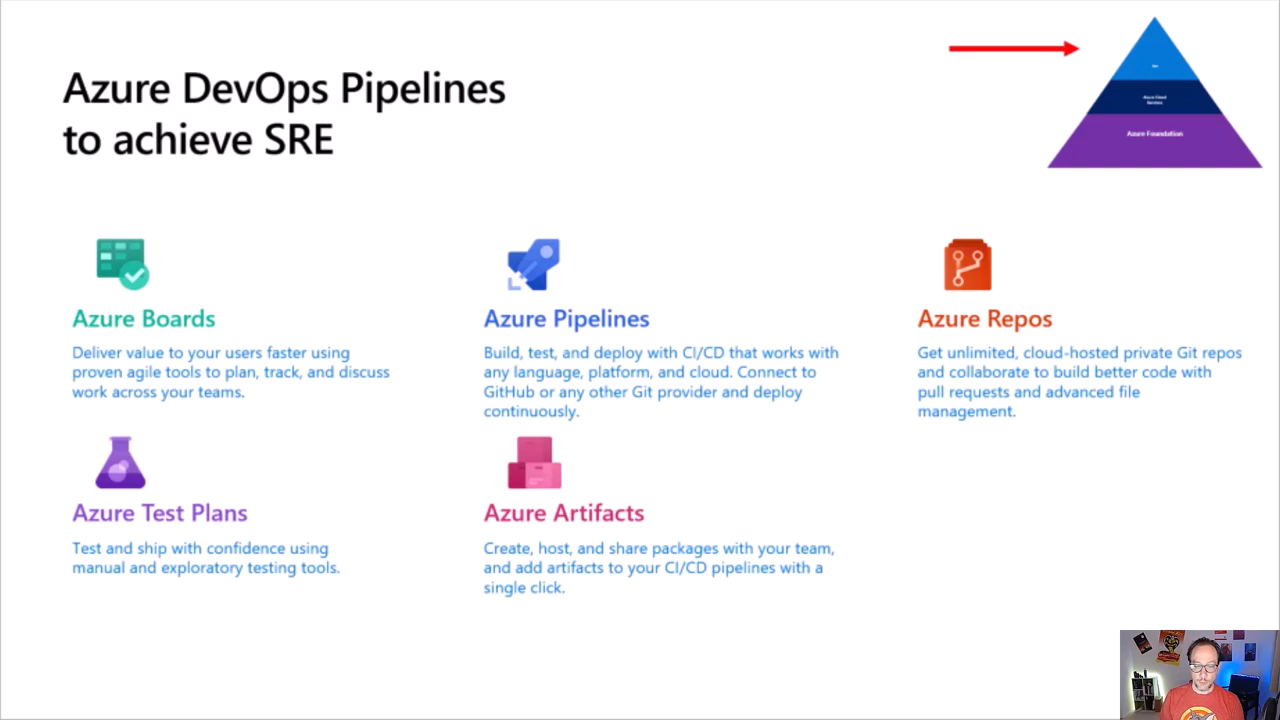 Azure DevOps Pipelines
to achieve SRE
Azure Cloud
Services
Azure Foundation
Azure Boards
Deliver value to your users faster using
proven agile tools to plan, track, and discuss
work across your teams.
Azure Pipelines
Build, test, and deploy with CI/CD that works with
any language, platform, and cloud. Connect to
GitHub or any other Git provider and deploy
continuously.
Azure Repos
Get unlimited, cloud-hosted private Git repos
and collaborate to build better code with
pull requests and advanced file
management.
Azure Test Plans
Test and ship with confidence using
manual and exploratory testing tools.
Azure Artifacts
Create, host, and share packages with your team,
and add artifacts to your CI/CD pipelines with a
single click.